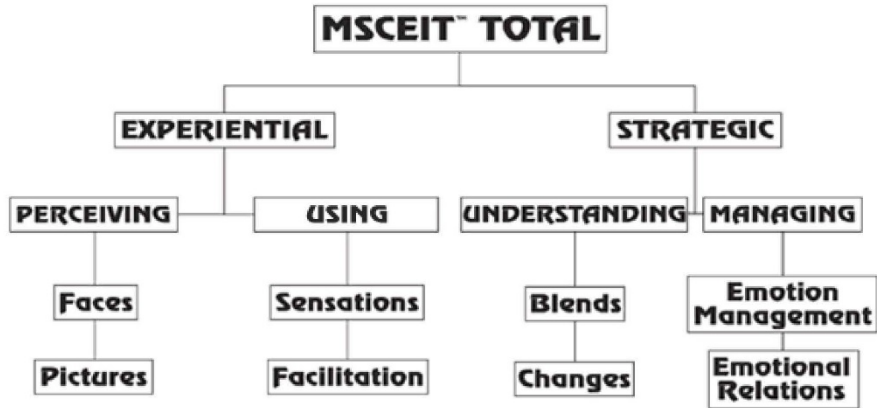 MSCEIT™ TOTAL
EXPERIENTIAL
STRATEGIC
PERCEIVING
USING
UNDERSTANDING
MANAGING
Faces
Sensations
Blends
Emotion
Management
Pictures
Facilitation
Changes
Emotional
Relations